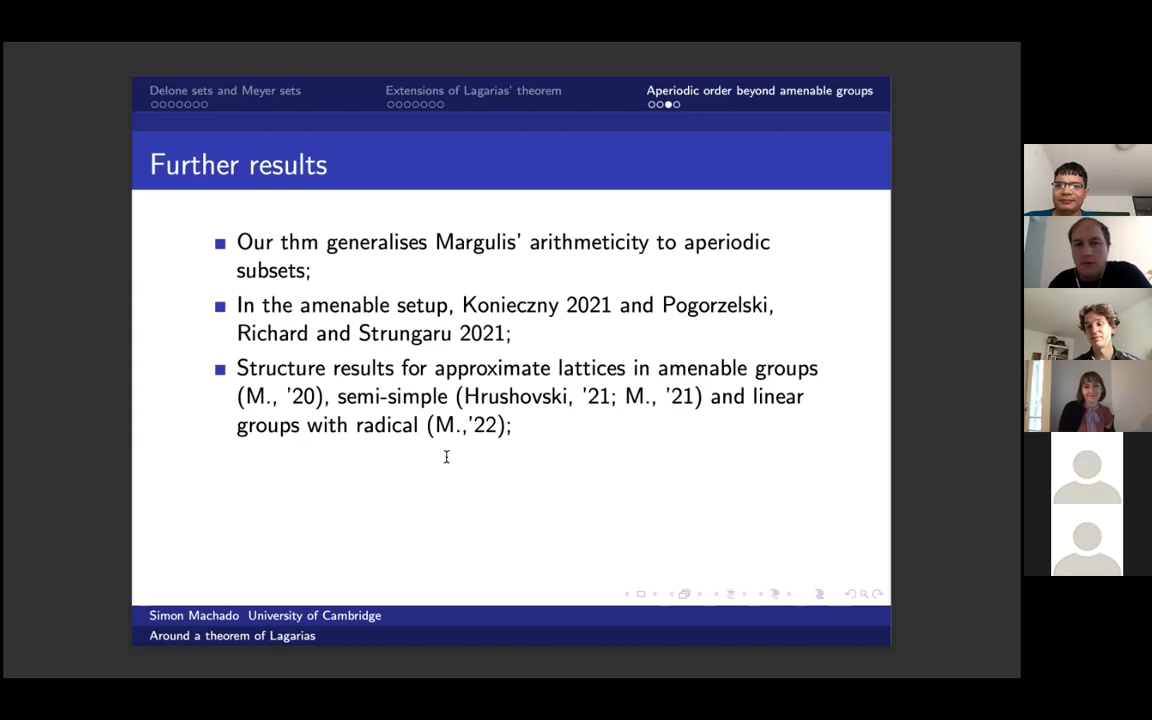 Delone sets and Meyer sets
Extensions of Lagarias' theorem
Aperiodic order beyond amenable groups
Further results
Our thm generalises Margulis' arithmeticity to aperiodic
subsets;
In the amenable setup, Konieczny 2021 and Pogorzelski,
Richard and Strungaru 2021;
Structure results for approximate lattices in amenable groups
(M., '20), semi-simple (Hrushovski, '21; M., '21) and linear
groups with radical (M.,'22);
Simon Machado University of Cambridge
Around a theorem of Lagarias